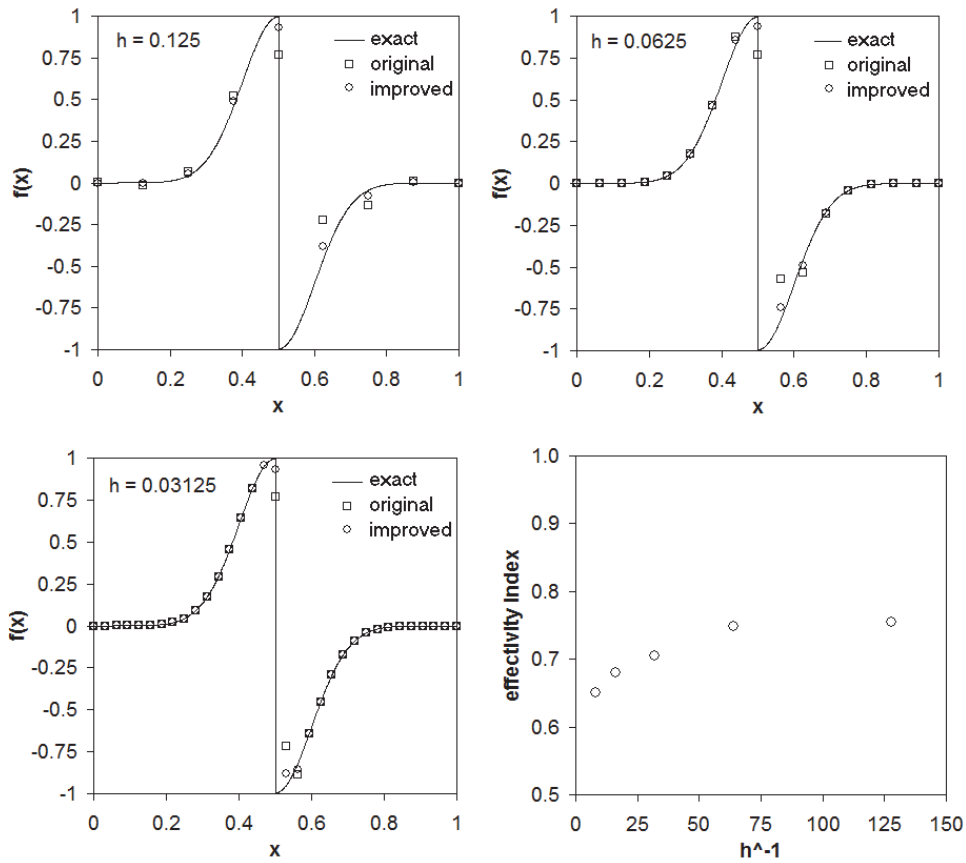 h = 0.125
exact
original
improved
1
0.75
0.5
0.25
0
-0.25
-0.5
-0.75
-1
f(x)
0 0.2 0.4 0.6 0.8 1
x
h = 0.0625
exact
original
improved
1
0.75
0.5
0.25
0
-0.25
-0.5
-0.75
-1
f(x)
0 0.2 0.4 0.6 0.8 1
x
h = 0.03125
exact
original
improved
1
0.75
0.5
0.25
0
-0.25
-0.5
-0.75
-1
f(x)
0 0.2 0.4 0.6 0.8 1
x
1.0
0.9
0.8
0.7
0.6
0.5
effectivity index
0 25 50 75 100 125 150
h^-1